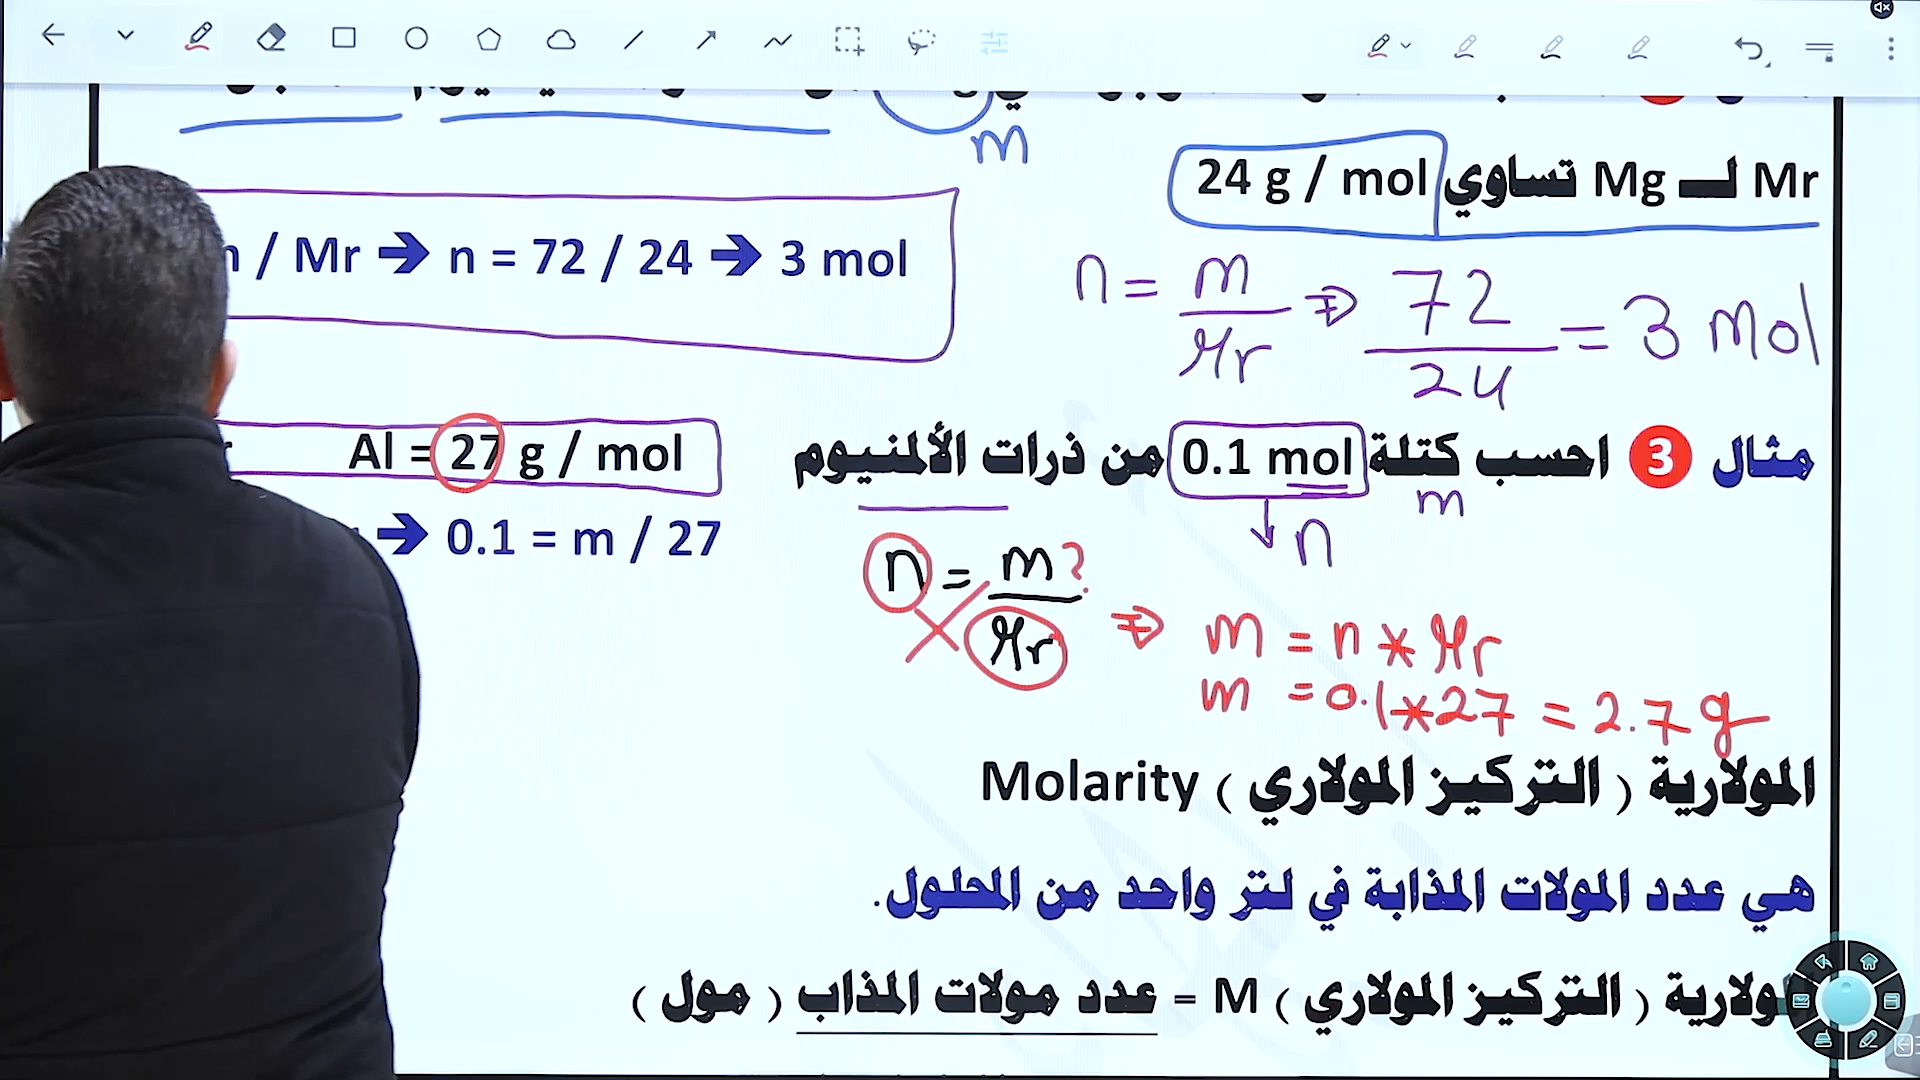 m
Mr لـــ Mg تساوي 24 g / mol
/ Mr ➔ n = 72 / 24 ➔ 3 mol
n = m / Mr ⇒ 72 / 24 = 3 mol
مثال 3 احسب كتلة 0.1 mol من ذرات الألمنيوم
Al = 27 g / mol
m
n
➔ 0.1 = m / 27
n = m? / Mr ⇒ m = n * Mr
m = 0.1 * 27 = 2.7 g
المولارية ( التركيز المولاري ) Molarity
هي عدد المولات المذابة في لتر واحد من المحلول.
( التركيز المولاري ) M = عدد مولات المذاب ( مول )